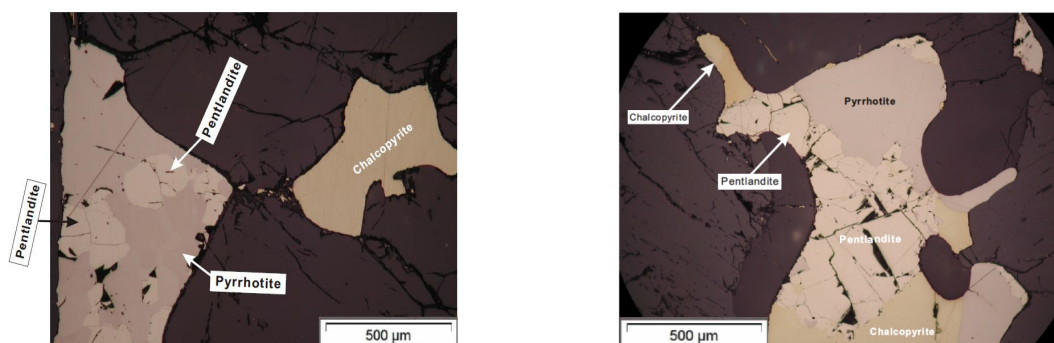 Pentlandite
Chalcopyrite
Pentlandite
Pyrrhotite
500 µm
Chalcopyrite
Pyrrhotite
Pentlandite
Pentlandite
Chalcopyrite
500 µm